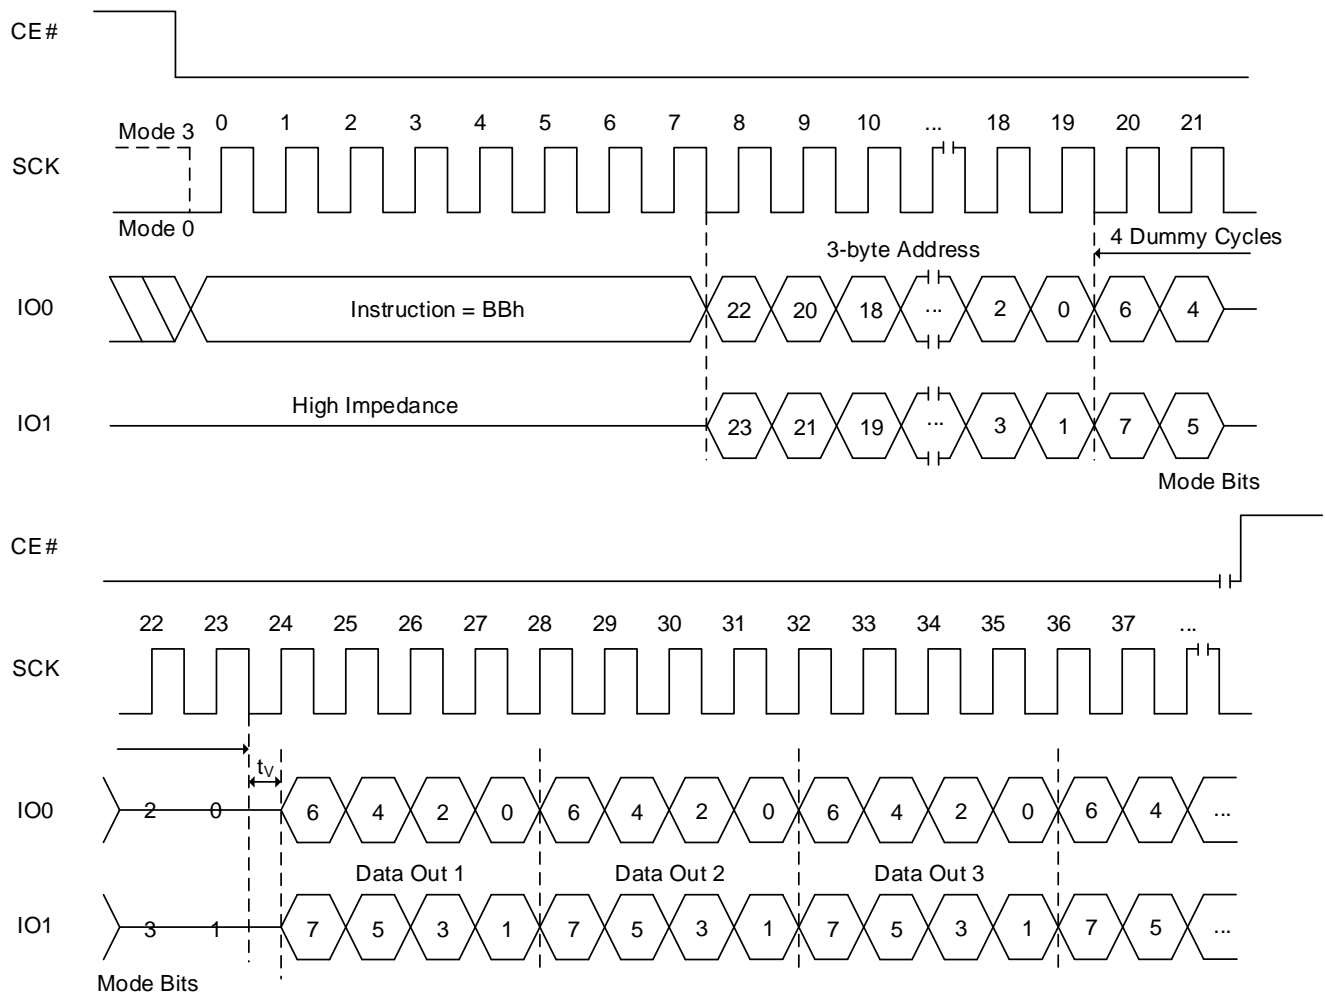 CE#
0 1 2 3 4 5 6 7 8 9 10 ... 18 19 20 21
Mode 3
SCK
Mode 0
3-byte Address
4 Dummy Cycles
IO0
Instruction = BBh
22 20 18 ... 2 0 6 4
High Impedance
IO1
23 21 19 ... 3 1 7 5
Mode Bits
CE#
22 23 24 25 26 27 28 29 30 31 32 33 34 35 36 37 ...
SCK
tV
IO0
2 0 6 4 2 0 6 4 2 0 6 4 2 0 6 4 ...
Data Out 1 Data Out 2 Data Out 3
IO1
3 1 7 5 3 1 7 5 3 1 7 5 3 1 7 5 ...
Mode Bits